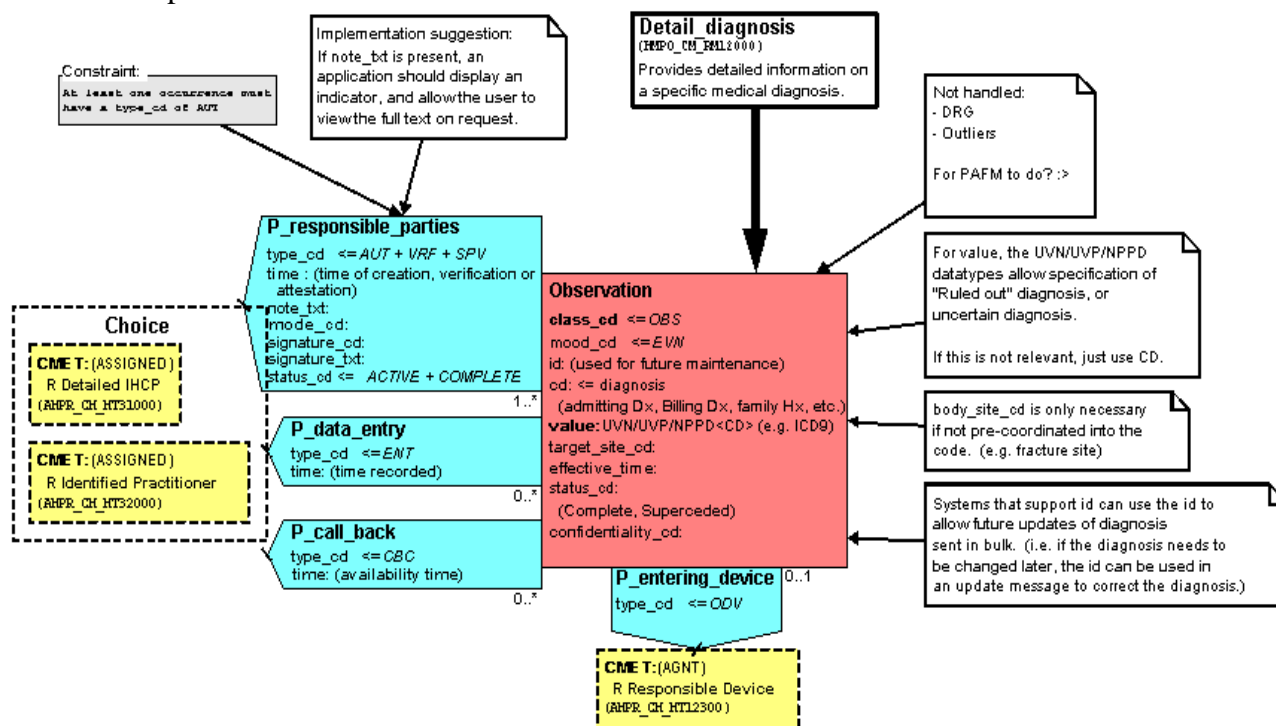 Constraint:
At least one occurrence must
have a type_cd of AUT
Implementation suggestion:
If note_txt is present, an
application should display an
indicator, and allow the user to
view the full text on request.
Detail_diagnosis
(HMPO_CM_RM12000)
Provides detailed information on
a specific medical diagnosis.
Not handled:
- DRG
- Outliers
For PAFM to do? :>
P_responsible_parties
type_cd <= AUT + VRF + SPV
time : (time of creation, verification or
attestation)
note_txt:
mode_cd:
signature_cd:
signature_txt:
status_cd <= ACTIVE + COMPLETE
1..*
Choice
CMET: (ASSIGNED)
R Detailed IHCP
(AHPR_CH_HT31000)
CMET: (ASSIGNED)
R Identified Practitioner
(AHPR_CH_HT32000)
P_data_entry
type_cd <= ENT
time: (time recorded)
0..*
P_call_back
type_cd <= CBC
time: (availability time)
0..*
Observation
class_cd <= OBS
mood_cd <= EVN
id: (used for future maintenance)
cd: <= diagnosis
(admitting Dx, Billing Dx, family Hx, etc.)
value: UVN/UVP/NPPD<CD> (e.g. ICD9)
target_site_cd:
effective_time:
status_cd:
(Complete, Superceded)
confidentiality_cd:
For value, the UVN/UVP/NPPD
datatypes allow specification of
"Ruled out" diagnosis, or
uncertain diagnosis.
If this is not relevant, just use CD.
body_site_cd is only necessary
if not pre-coordinated into the
code. (e.g. fracture site)
Systems that support id can use the id to
allow future updates of diagnosis
sent in bulk. (i.e. if the diagnosis needs to
be changed later, the id can be used in
an update message to correct the diagnosis.)
P_entering_device
0..1
type_cd <= ODV
CMET: (AGNT)
R Responsible Device
(AHPR_CH_HT12300)